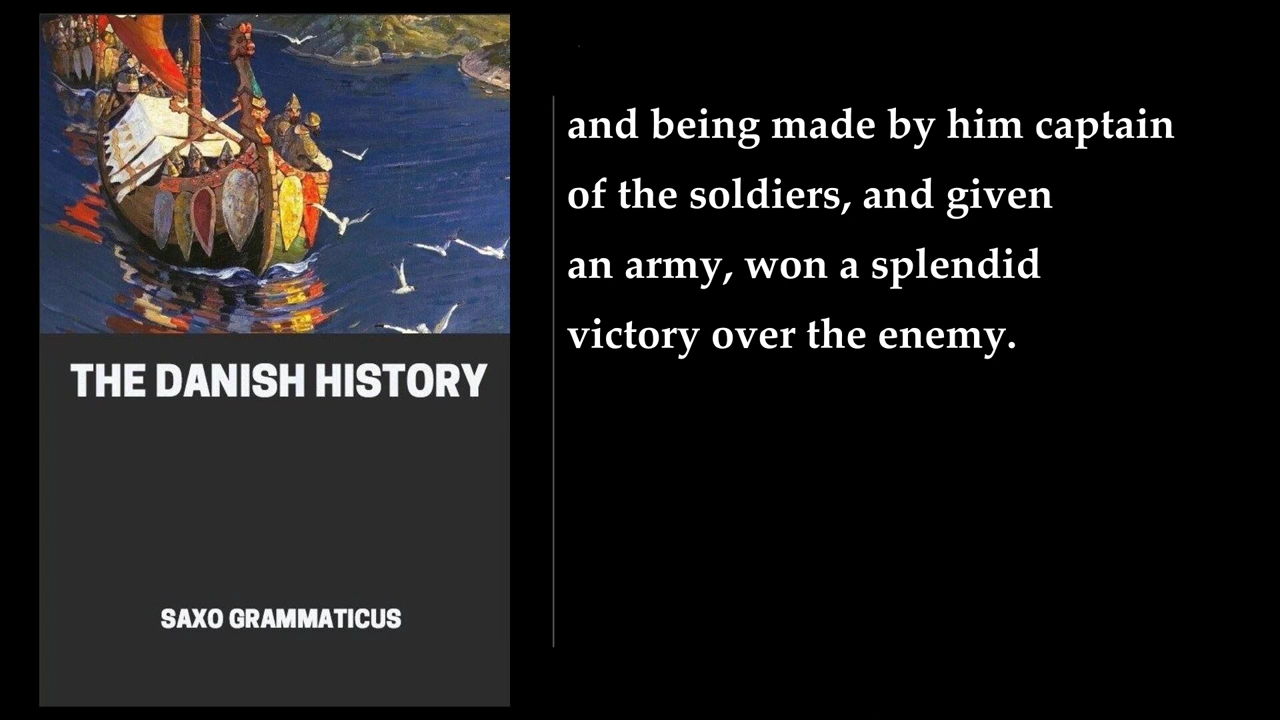 THE DANISH HISTORY
SAXO GRAMMATICUS
and being made by him captain
of the soldiers, and given
an army, won a splendid
victory over the enemy.